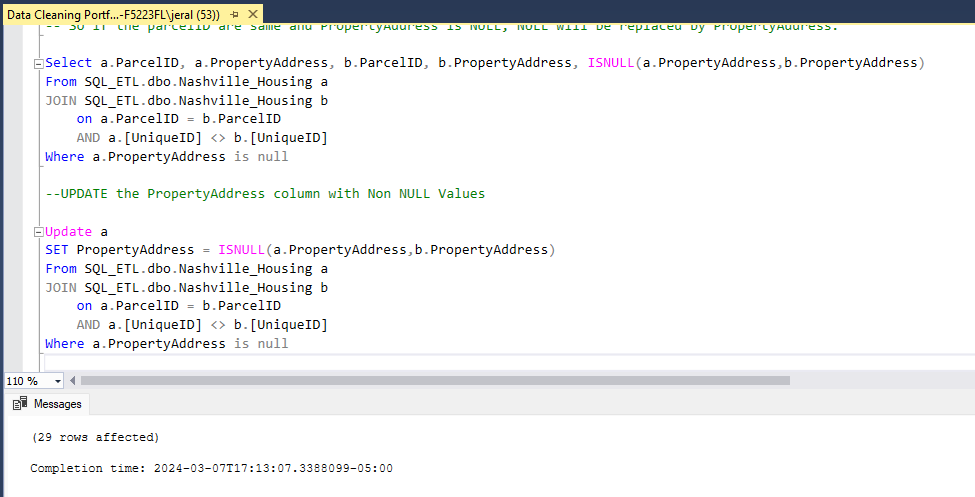 Data Cleaning Portf...-F5223FL\jeral (53))
-- SO if the parcelID are same and PropertyAddress is NULL, NULL will be replaced by PropertyAddress.
Select a.ParcelID, a.PropertyAddress, b.ParcelID, b.PropertyAddress, ISNULL(a.PropertyAddress,b.PropertyAddress)
From SQL_ETL.dbo.Nashville_Housing a
JOIN SQL_ETL.dbo.Nashville_Housing b
on a.ParcelID = b.ParcelID
AND a.[UniqueID] <> b.[UniqueID]
Where a.PropertyAddress is null
--UPDATE the PropertyAddress column with Non NULL Values
Update a
SET PropertyAddress = ISNULL(a.PropertyAddress,b.PropertyAddress)
From SQL_ETL.dbo.Nashville_Housing a
JOIN SQL_ETL.dbo.Nashville_Housing b
on a.ParcelID = b.ParcelID
AND a.[UniqueID] <> b.[UniqueID]
Where a.PropertyAddress is null
110 %
Messages
(29 rows affected)
Completion time: 2024-03-07T17:13:07.3388099-05:00